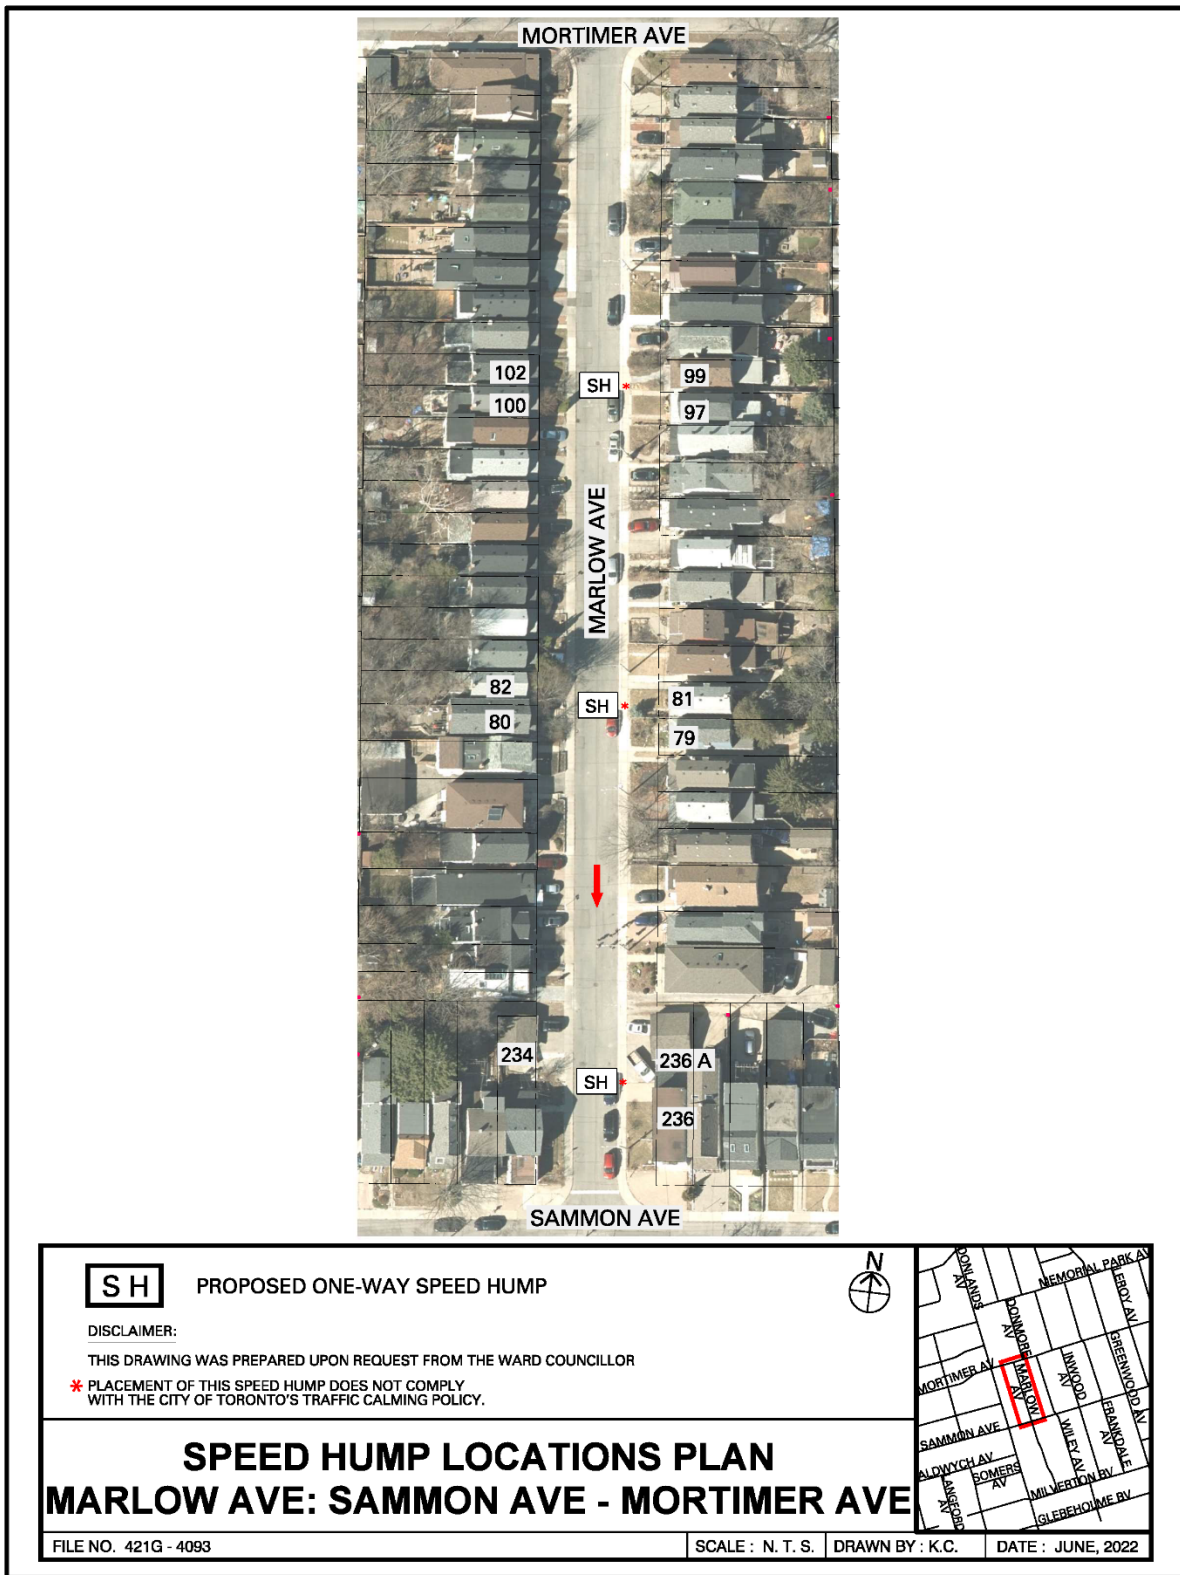 MORTIMER AVE
102
SH *
99
100
97
MARLOW AVE
82
SH *
81
80
79
234
236 A
SH *
236
SAMMON AVE
SH
PROPOSED ONE-WAY SPEED HUMP
N
DISCLAIMER:
THIS DRAWING WAS PREPARED UPON REQUEST FROM THE WARD COUNCILLOR
* PLACEMENT OF THIS SPEED HUMP DOES NOT COMPLY
WITH THE CITY OF TORONTO'S TRAFFIC CALMING POLICY.
SPEED HUMP LOCATIONS PLAN
MARLOW AVE: SAMMON AVE - MORTIMER AVE
FILE NO. 421G - 4093
SCALE : N. T. S.
DRAWN BY : K.C.
DATE : JUNE, 2022
DONLANDS
AV
MEMORIAL PARK AV
LEROY AV
DONMORE
AV
GREENWOOD AV
MORTIMER AV
MARLOW
AV
INWOOD
AV
SAMMON AVE
WILEY AV
FRANKDALE
AV
ALDWYCH AV
SOMERS
AV
MILVERTON BV
LANGFORD
AV
GLEBEHOLME BV